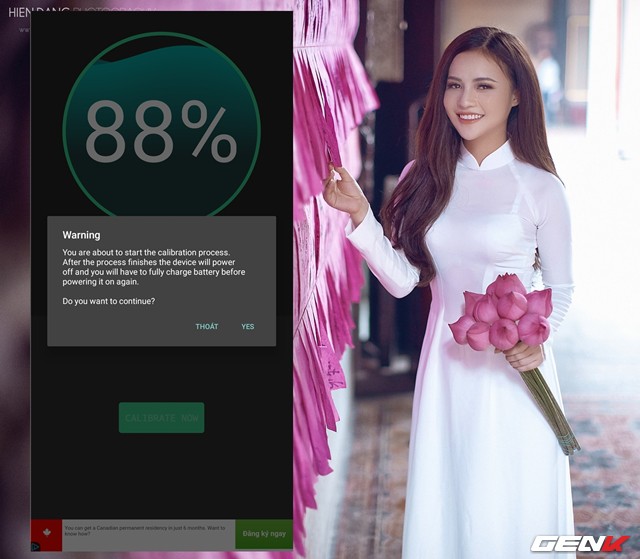 HIEN DANG PHOTOGRAPHY
88%
Warning
You are about to start the calibration process.
After the process finishes the device will power
off and you will have to fully charge battery before
powering it on again.
Do you want to continue?
THOÁT YES
CALIBRATE NOW
You can get a Canadian permanent residency in just 6 months. Want to
know how?
Đăng ký ngay
GENK